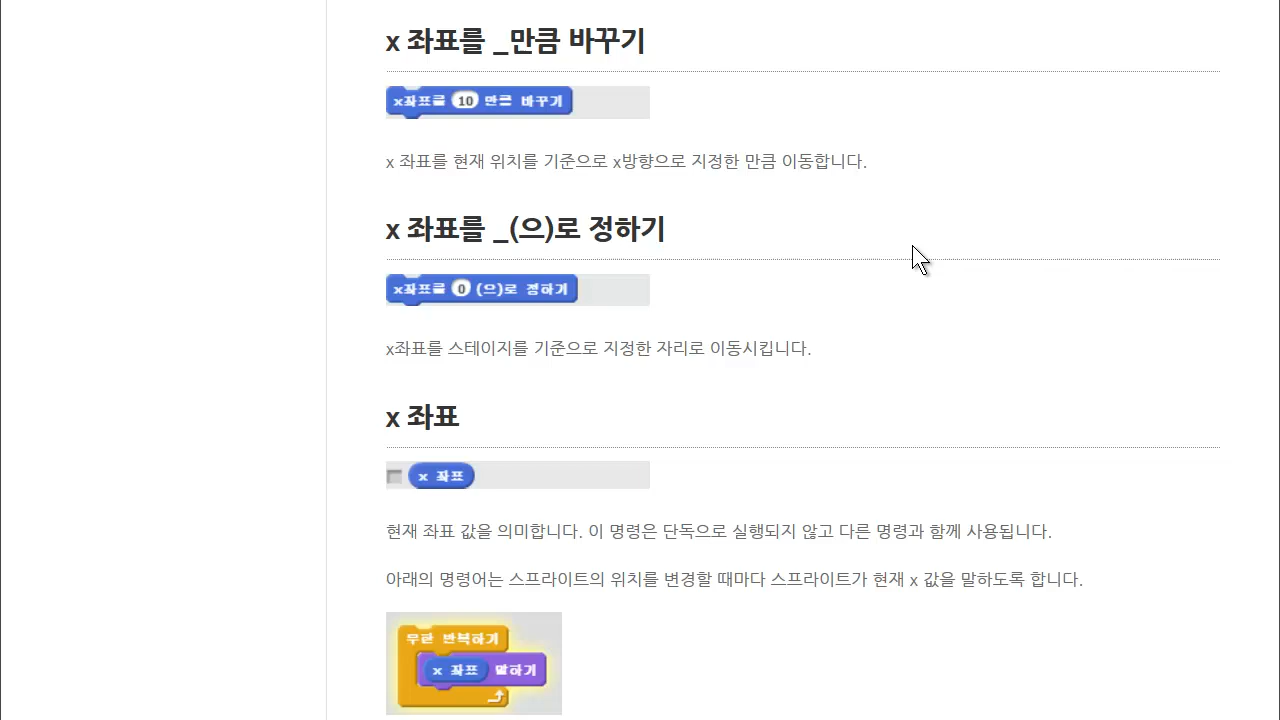 x 좌표를 _만큼 바꾸기
x좌표를 10 만큼 바꾸기
x 좌표를 현재 위치를 기준으로 x방향으로 지정한 만큼 이동합니다.
x 좌표를 _(으)로 정하기
x좌표를 0 (으)로 정하기
x좌표를 스테이지를 기준으로 지정한 자리로 이동시킵니다.
x 좌표
x 좌표
현재 좌표 값을 의미합니다. 이 명령은 단독으로 실행되지 않고 다른 명령과 함께 사용됩니다.
아래의 명령어는 스프라이트의 위치를 변경할 때마다 스프라이트가 현재 x 값을 말하도록 합니다.
무한 반복하기
x 좌표 말하기